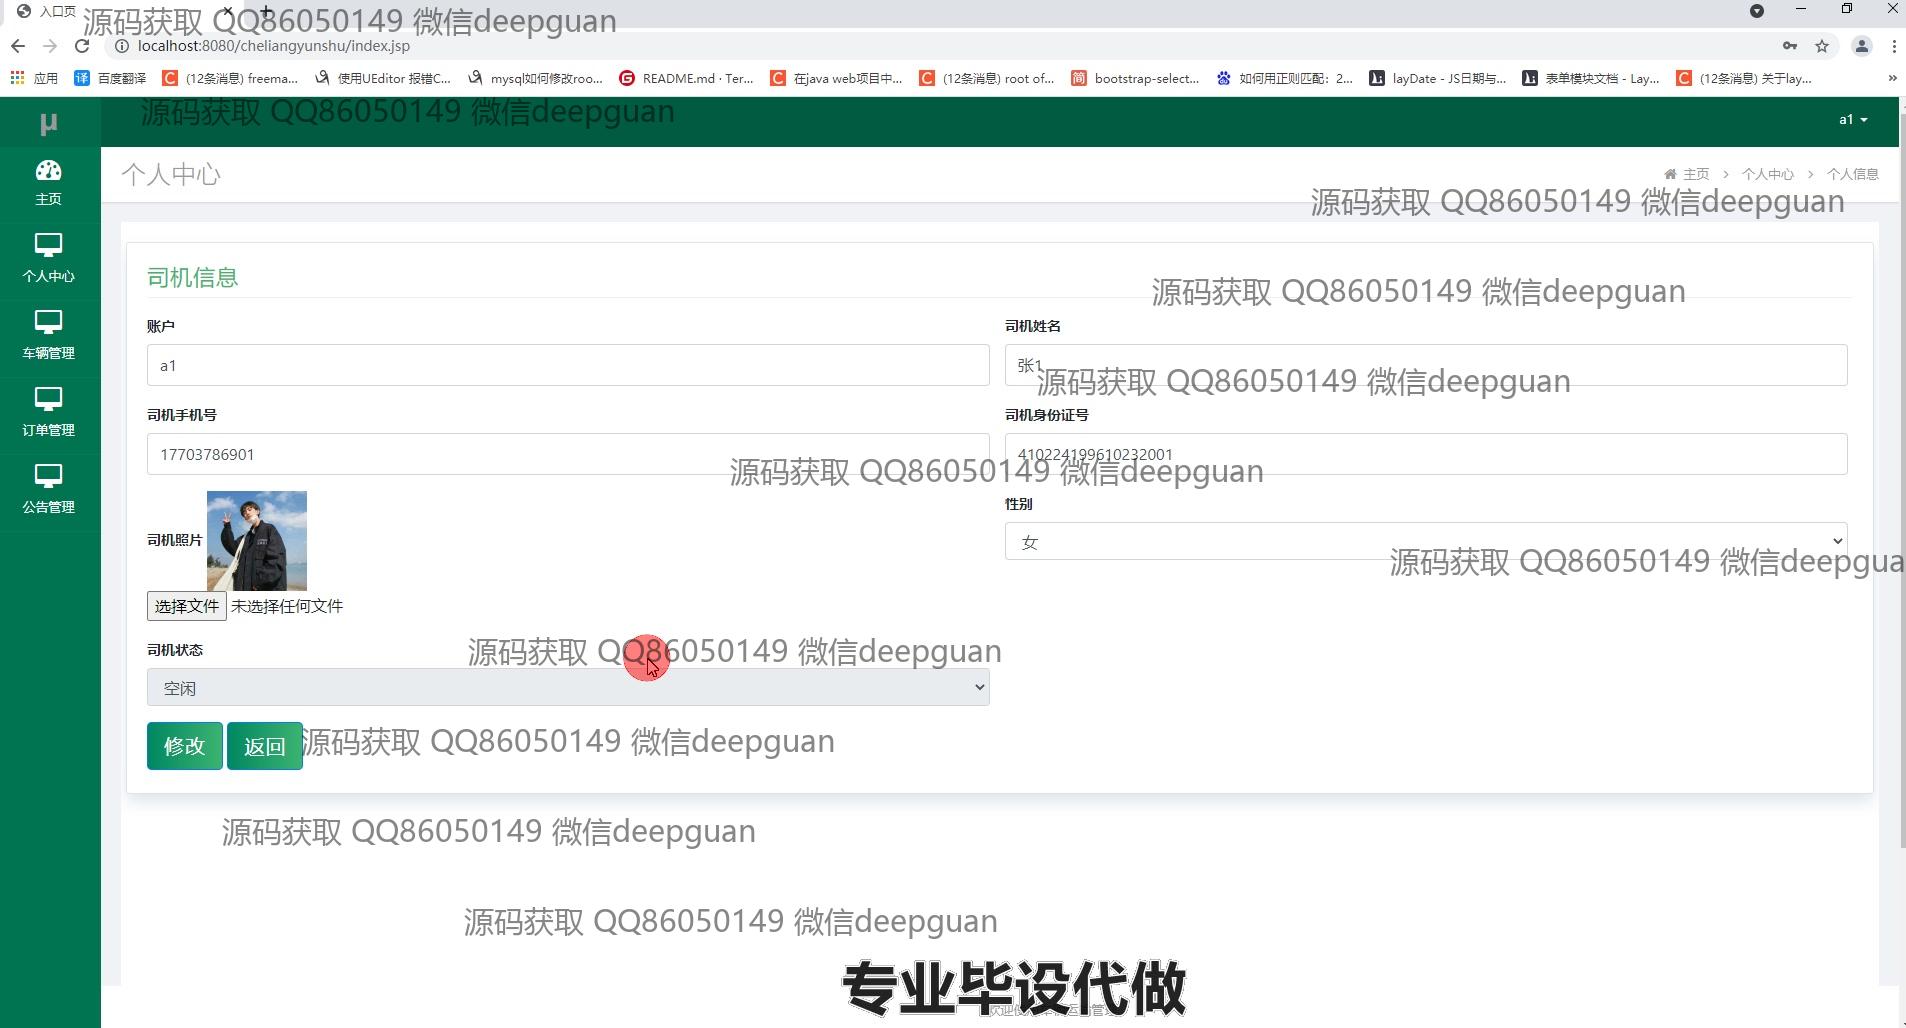 入口页
源码获取 QQ86050149 微信deepguan
localhost:8080/cheliangyunshu/index.jsp
应用 百度翻译 (12条消息) freema... 使用UEditor 报错C... mysql如何修改roo... README.md · Ter... 在java web项目中... (12条消息) root of... bootstrap-select... 如何用正则匹配：2... layDate - JS日期与... 表单模块文档 - Lay... (12条消息) 关于lay... »
μ
源码获取 QQ86050149 微信deepguan
a1
主页
个人中心
车辆管理
订单管理
公告管理
个人中心
主页 > 个人中心 > 个人信息
源码获取 QQ86050149 微信deepguan
司机信息
源码获取 QQ86050149 微信deepguan
账户
a1
司机姓名
张1
源码获取 QQ86050149 微信deepguan
司机手机号
17703786901
司机身份证号
410224199610232001
源码获取 QQ86050149 微信deepguan
司机照片
选择文件 未选择任何文件
性别
女
源码获取 QQ86050149 微信deepgua
司机状态
源码获取 QQ86050149 微信deepguan
空闲
修改 返回
源码获取 QQ86050149 微信deepguan
源码获取 QQ86050149 微信deepguan
源码获取 QQ86050149 微信deepguan
专业毕设代做